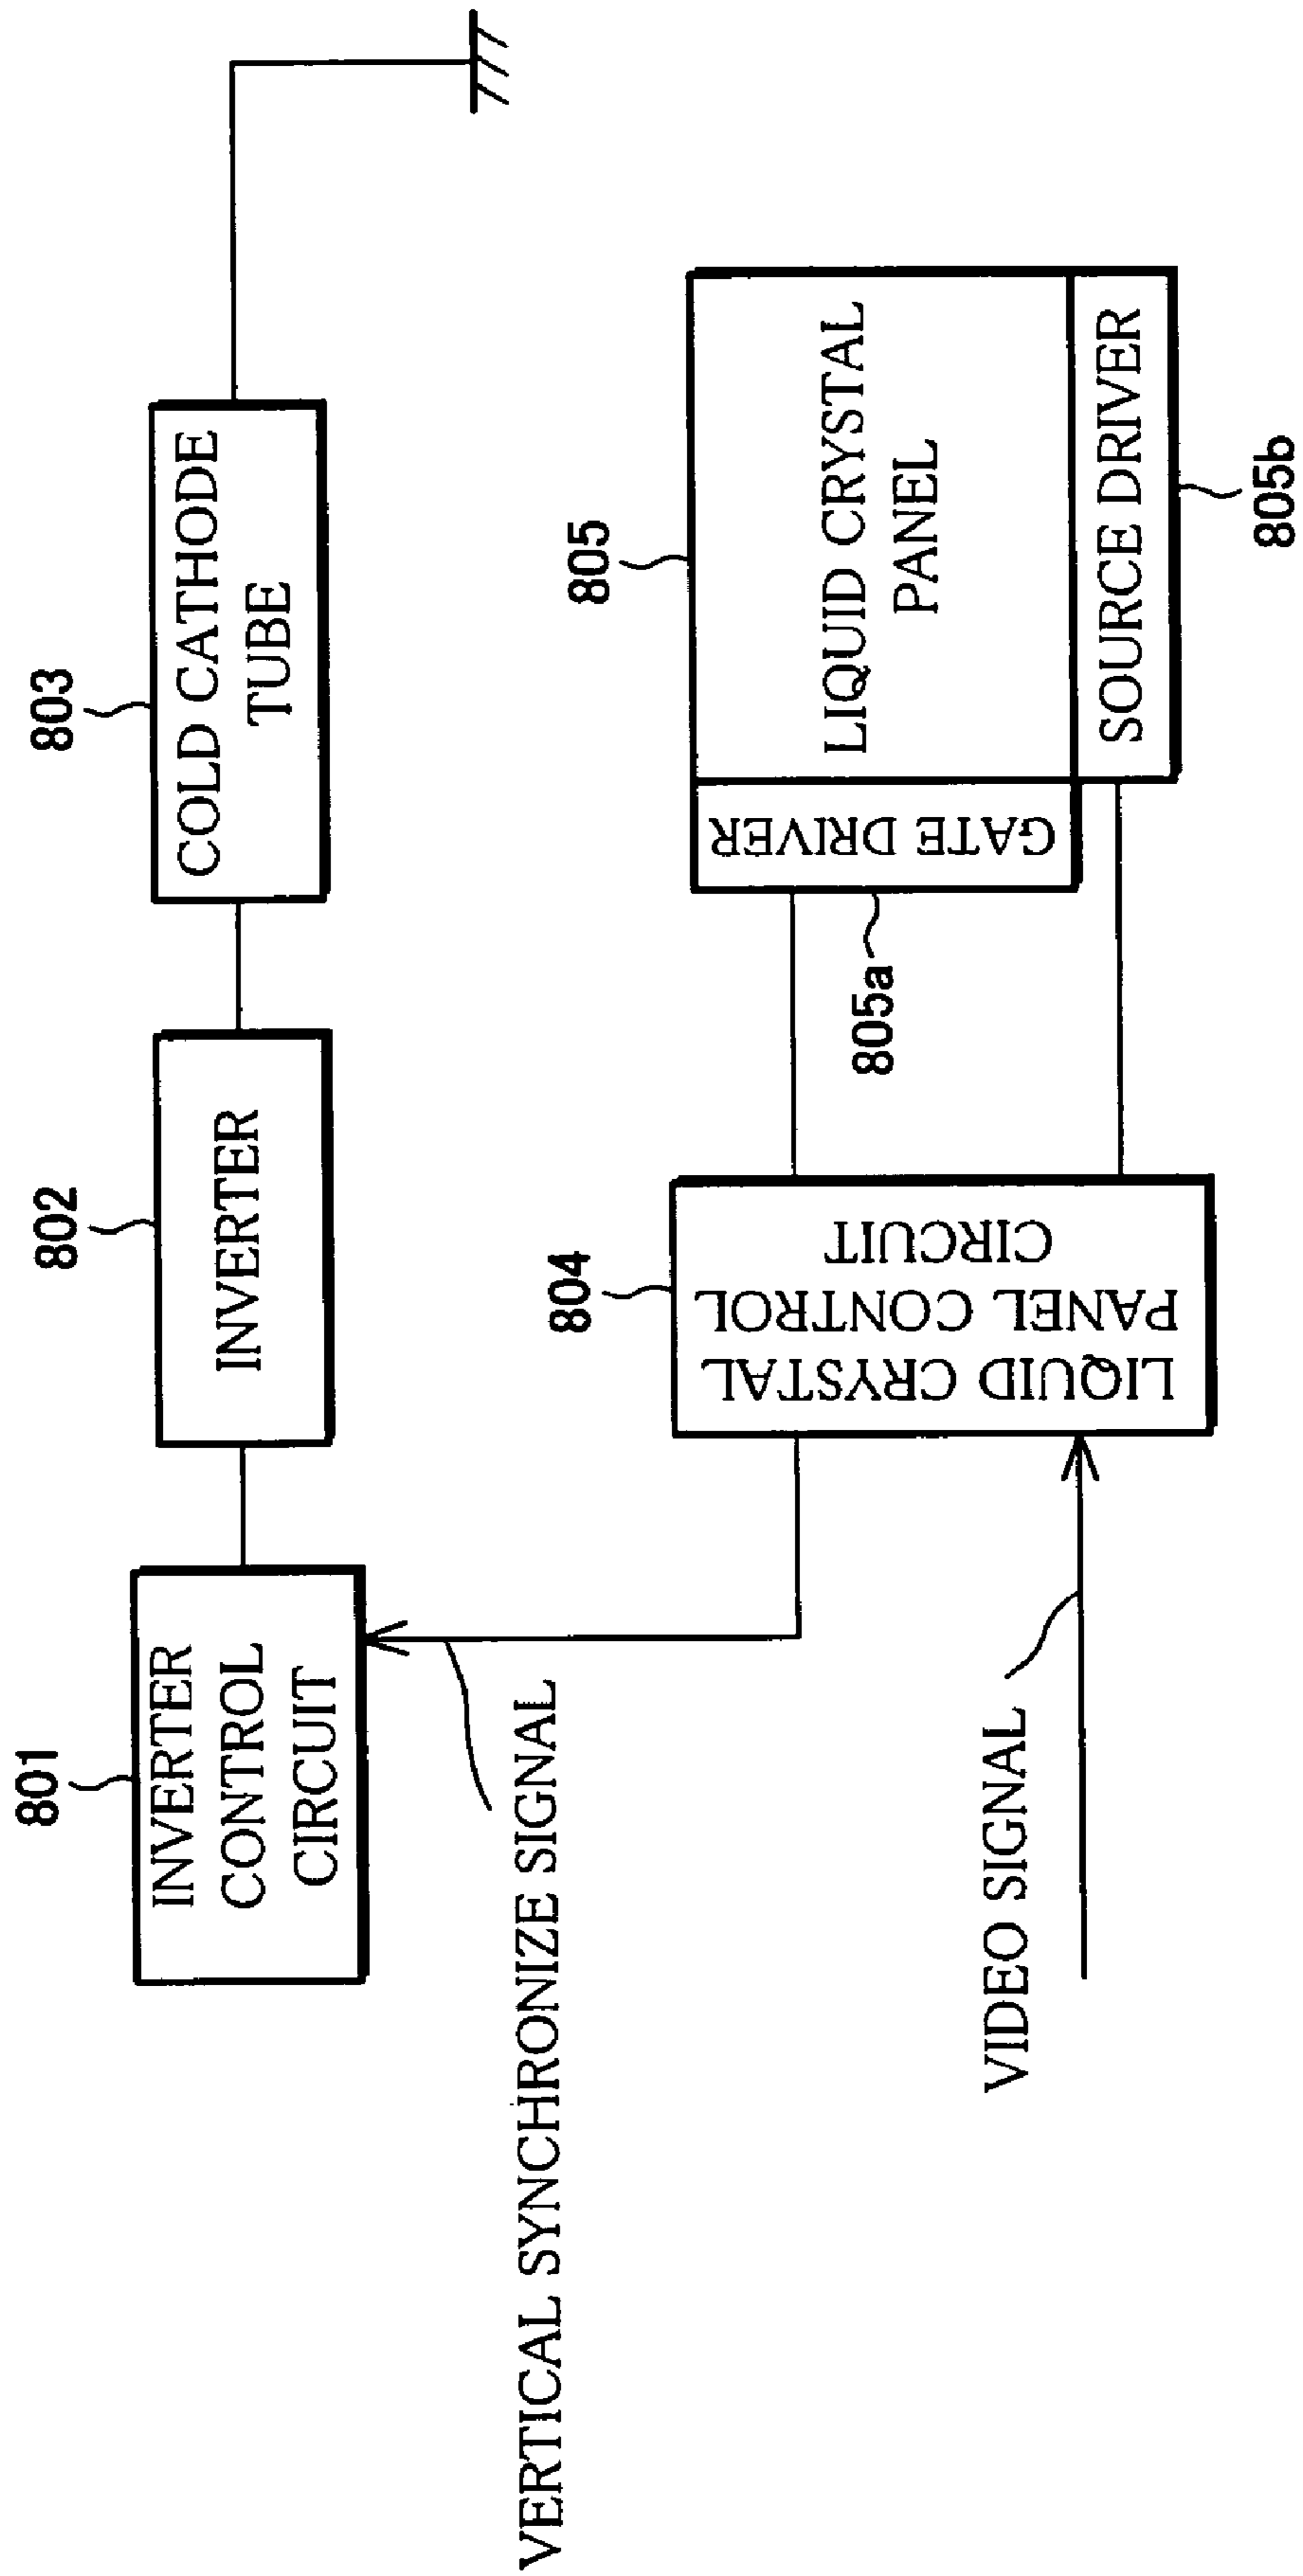 801
INVERTER
CONTROL
CIRCUIT
802
INVERTER
803
COLD CATHODE
TUBE
VERTICAL SYNCHRONIZE SIGNAL
804
LIQUID CRYSTAL
PANEL CONTROL
CIRCUIT
805
LIQUID CRYSTAL
PANEL
GATE DRIVER
805a
SOURCE DRIVER
805b
VIDEO SIGNAL